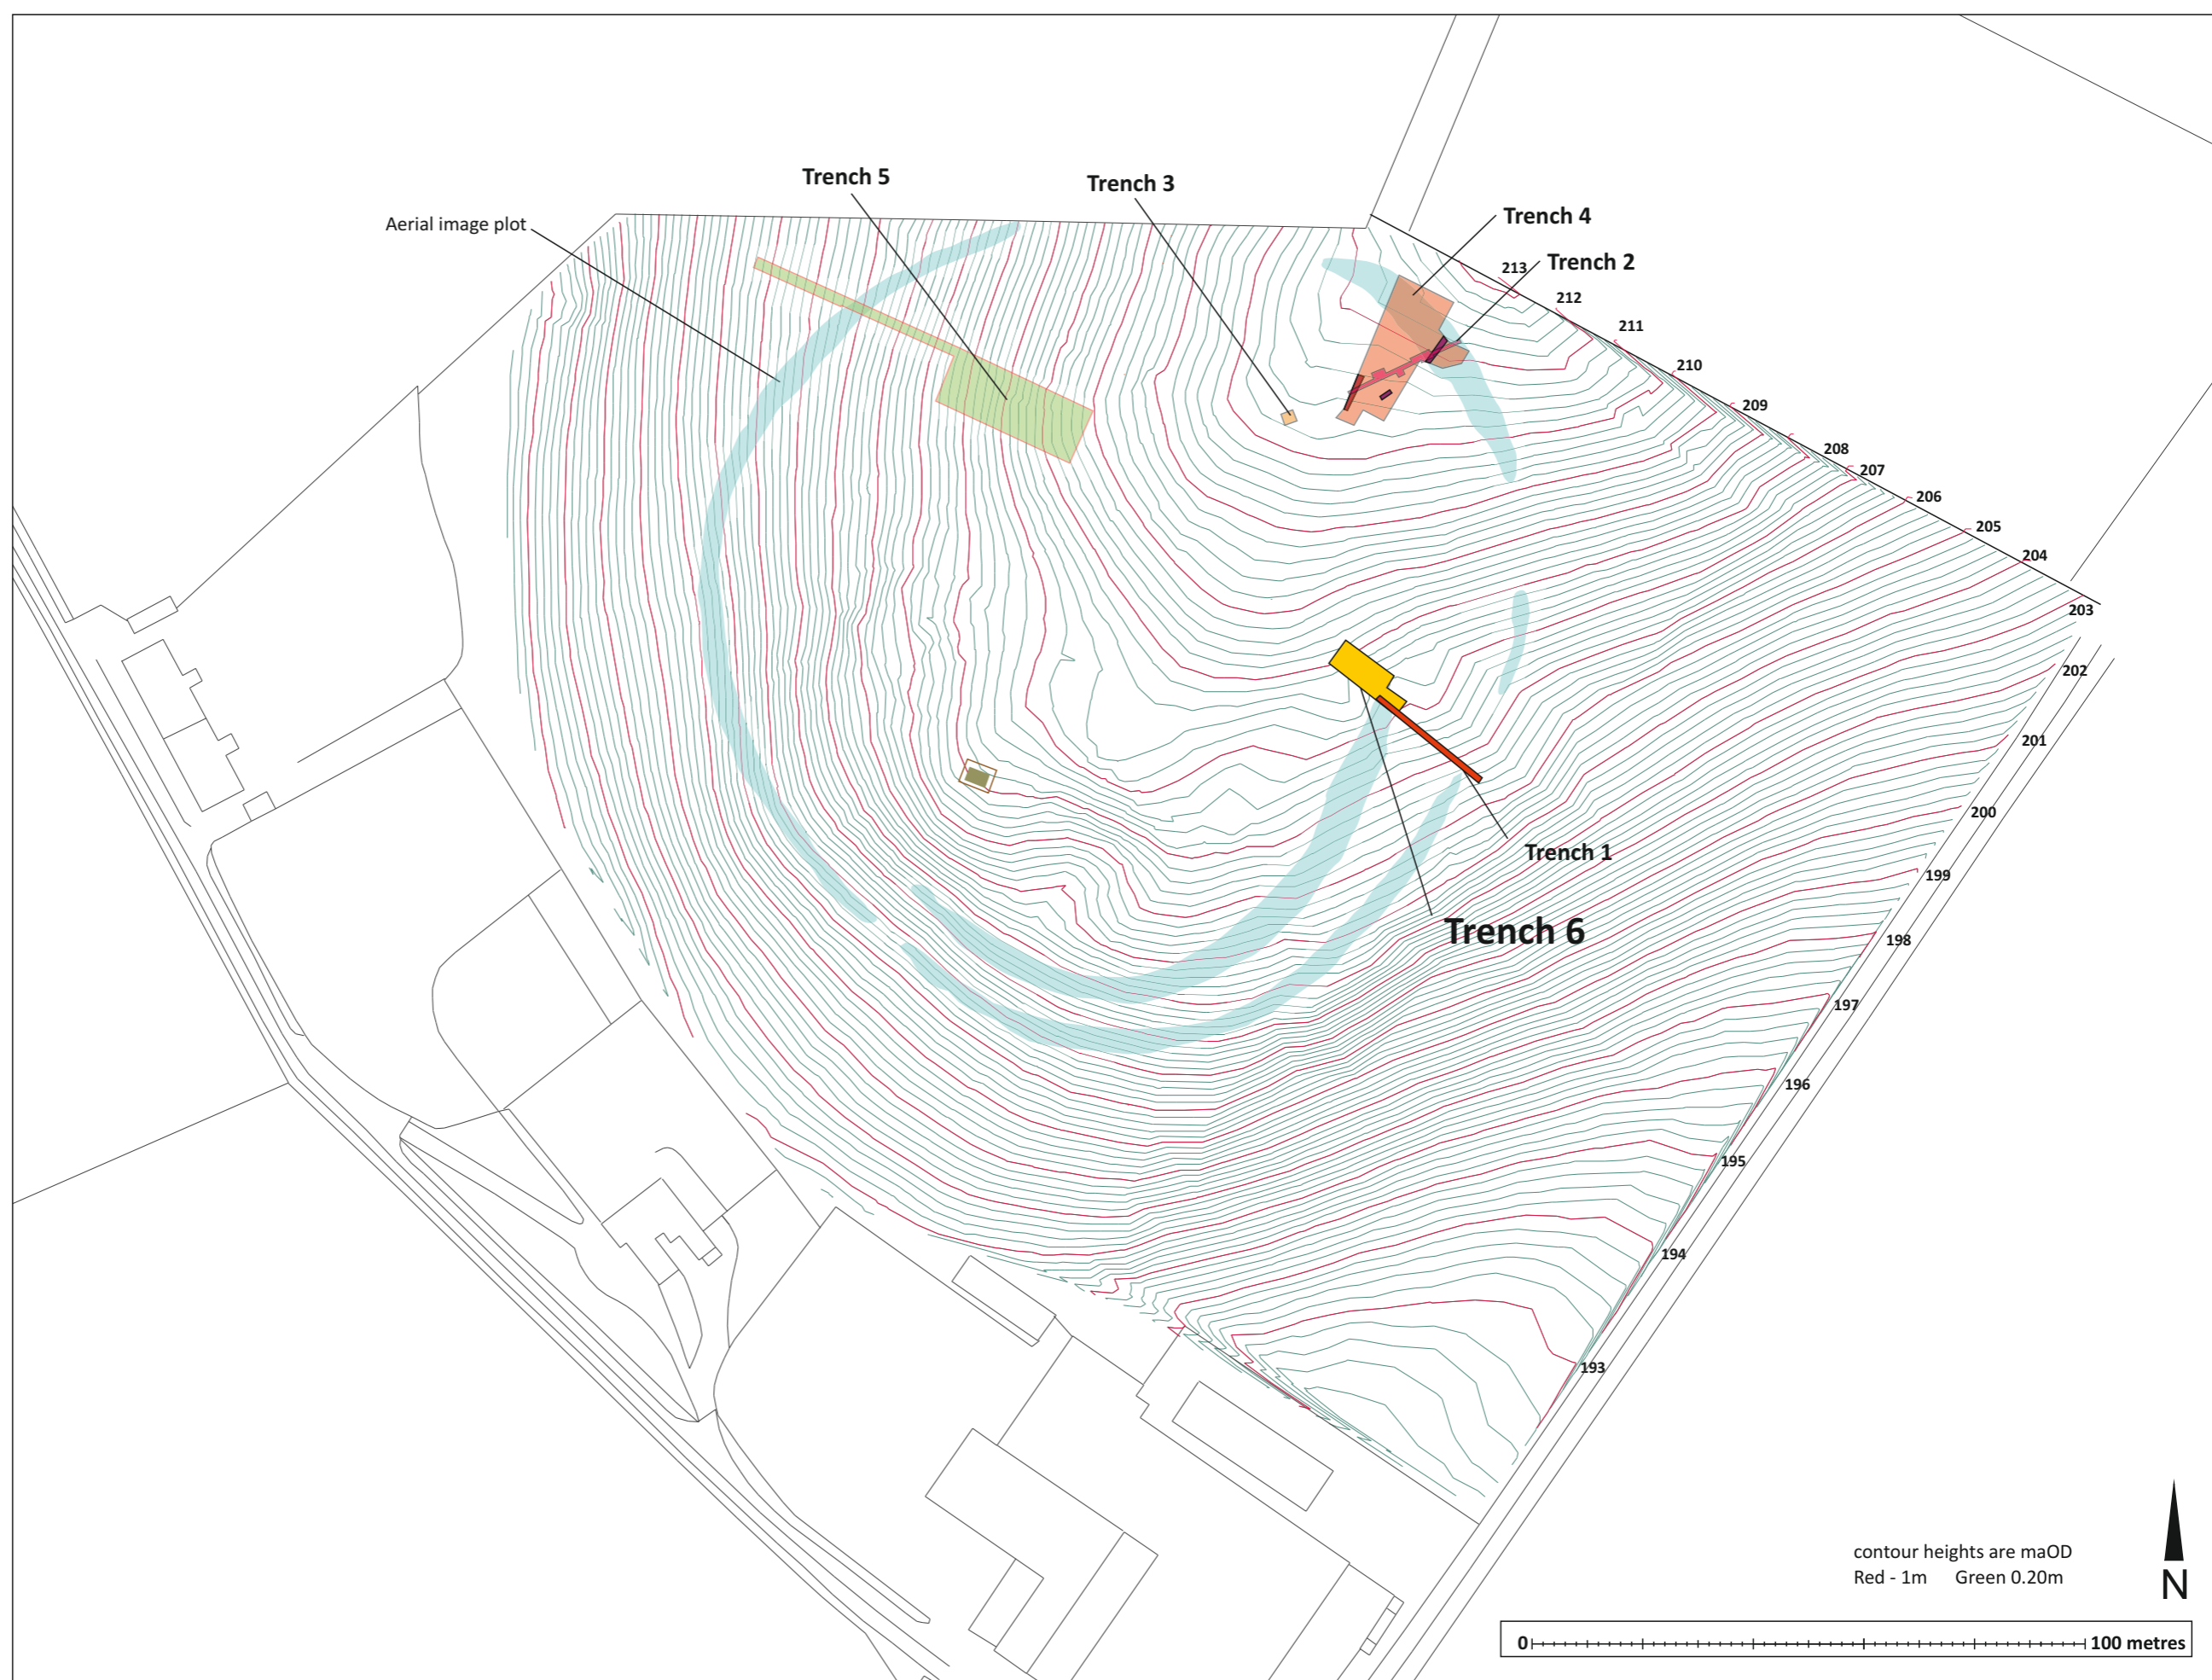 Trench 5
Trench 3
Aerial image plot
Trench 4
Trench 2
213
212
211
210
209
208
207
206
205
204
203
202
201
200
Trench 1
199
Trench 6
198
197
196
195
194
193
contour heights are maOD
Red - 1m Green 0.20m
N
0 100 metres